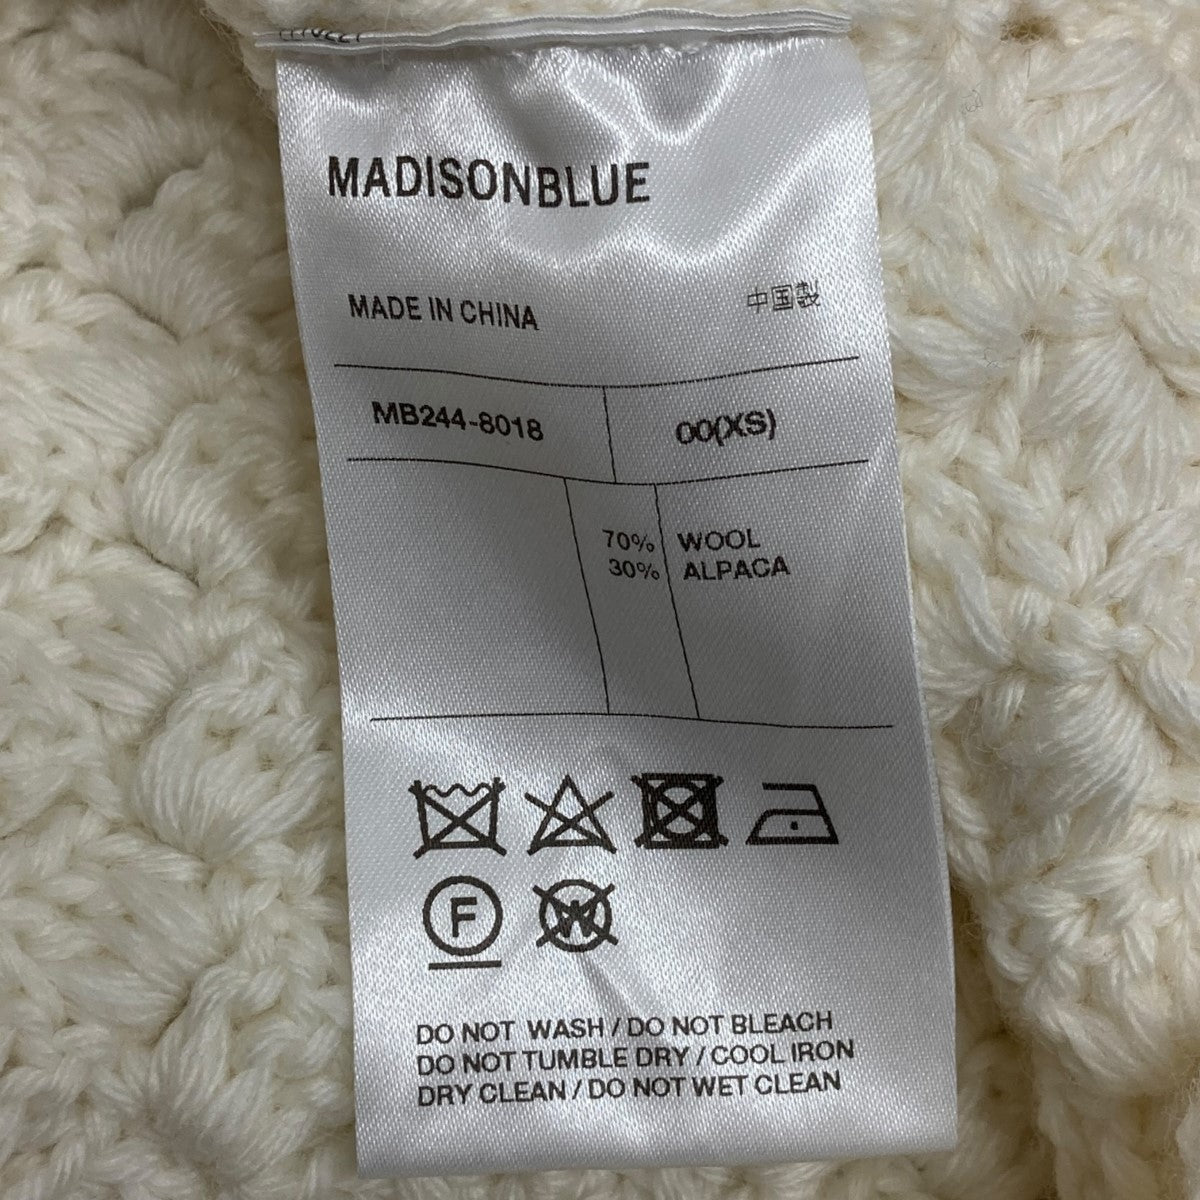 MADISONBLUE
MADE IN CHINA 中国製
MB244-8018 00(XS)
70% WOOL
30% ALPACA
F W
DO NOT WASH / DO NOT BLEACH
DO NOT TUMBLE DRY / COOL IRON
DRY CLEAN / DO NOT WET CLEAN